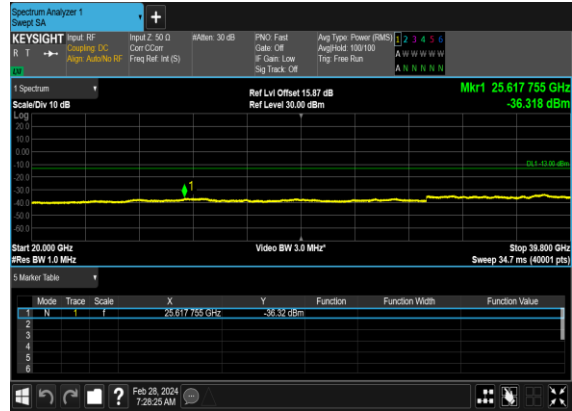 Spectrum Analyzer 1
Swept SA
KEYSIGHT Input: RF Input Z: 50 Ω #Atten: 30 dB PNO: Fast Avg Type: Power (RMS) 1 2 3 4 5 6
R T Coupling: DC Corr CCorr Gate: Off Avg|Hold: 100/100 A W W W W W
Align: Auto/No RF Freq Ref: Int (S) IF Gain: Low Trig: Free Run
Sig Track: Off A N N N N N
1 Spectrum Ref Lvl Offset 15.87 dB Mkr1 25.617 755 GHz
Scale/Div 10 dB Ref Level 30.00 dBm -36.318 dBm
Log
20.0
10.0
0.00
-10.0
DL1 -13.00 dBm
-20.0
-30.0
1
-40.0
-50.0
-60.0
Start 20.000 GHz Video BW 3.0 MHz* Stop 39.800 GHz
#Res BW 1.0 MHz Sweep 34.7 ms (40001 pts)
5 Marker Table
Mode Trace Scale X Y Function Function Width Function Value
1 N 1 f 25.617 755 GHz -36.32 dBm
2
3
4
5
6
Feb 28, 2024
7:28:25 AM